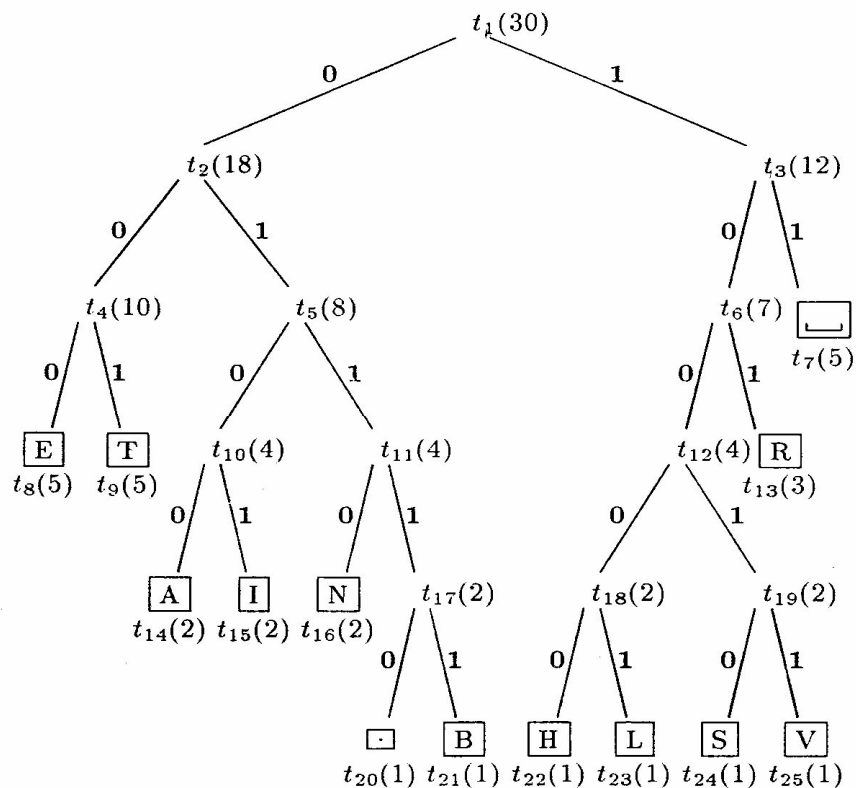 t₁(30)
0 1
t₂(18) t₃(12)
0 1 0 1
t₄(10) t₅(8) t₆(7) ␣
t₇(5)
0 1 0 1 0 1
E T t₁₀(4) t₁₁(4) t₁₂(4) R
t₈(5) t₉(5) t₁₃(3)
0 1 0 1 0 1
A I N t₁₇(2) t₁₈(2) t₁₉(2)
t₁₄(2) t₁₅(2) t₁₆(2)
0 1 0 1 0 1
· B H L S V
t₂₀(1) t₂₁(1) t₂₂(1) t₂₃(1) t₂₄(1) t₂₅(1)